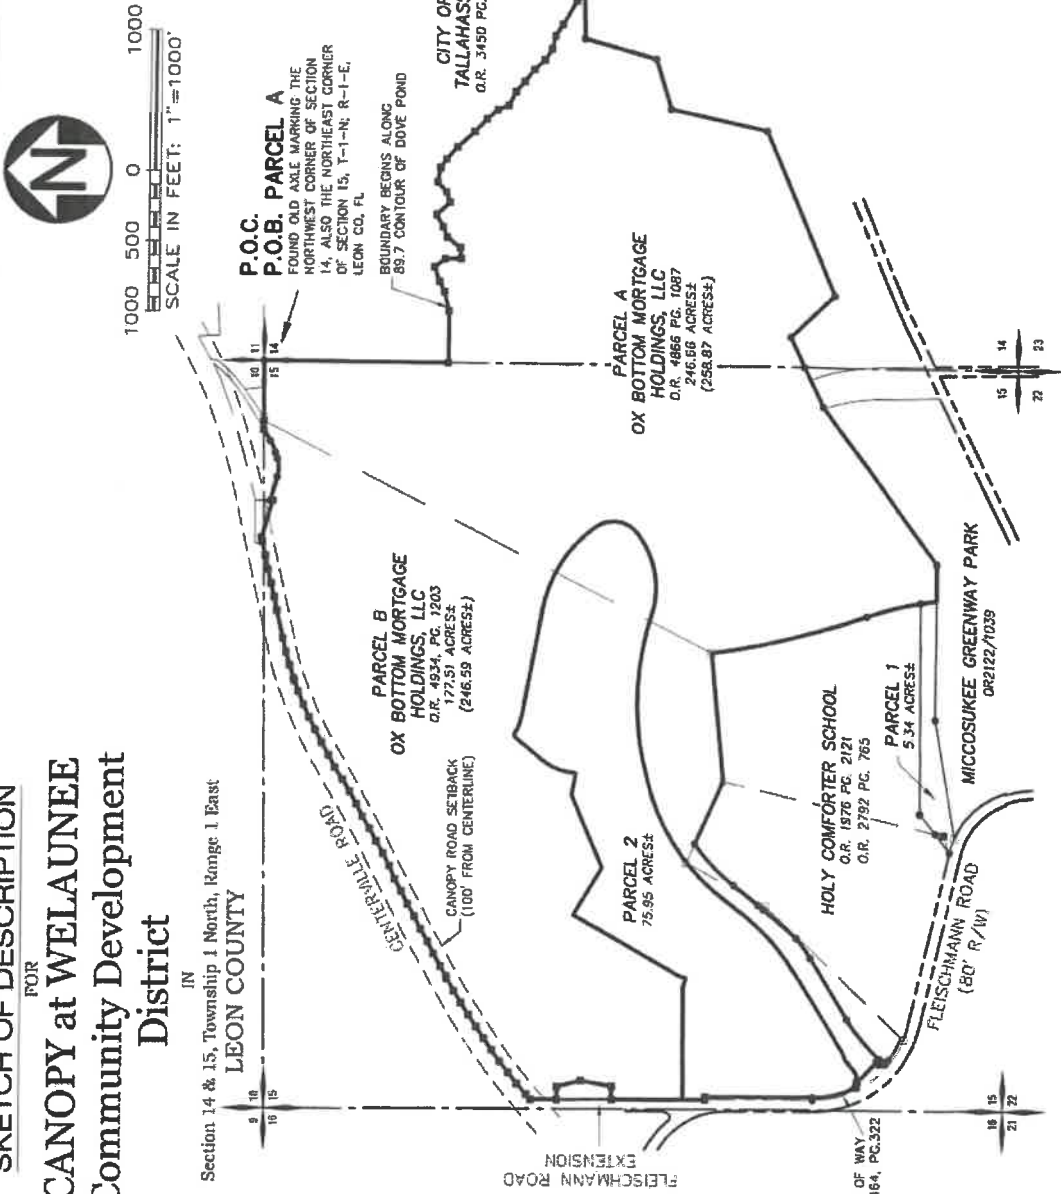 SKETCH OF DESCRIPTION
FOR
CANOPY at WELAUNEE
Community Development
District
IN
Section 14 & 15, Township 1 North, Range 1 East
LEON COUNTY
N
1000 500 0 1000
SCALE IN FEET: 1"=1000'
P.O.C.
P.O.B. PARCEL A
FOUND OLD AXLE MARKING THE
NORTHWEST CORNER OF SECTION
14, ALSO THE NORTHEAST CORNER
OF SECTION 15, T-1-N; R-1-E,
LEON CO, FL
BOUNDARY BEGINS ALONG
89.7 CONTOUR OF DOVE POND
CITY OF
TALLAHASS
O.R. 3450 PG.
10 11
15 14
9 10
16 15
CENTERVILLE ROAD
CANOPY ROAD SETBACK
(100' FROM CENTERLINE)
PARCEL B
OX BOTTOM MORTGAGE
HOLDINGS, LLC
O.R. 4934, PG. 1203
177.51 ACRES±
(246.59 ACRES±)
PARCEL A
OX BOTTOM MORTGAGE
HOLDINGS, LLC
O.R. 4866 PG. 1087
246.66 ACRES±
(258.87 ACRES±)
PARCEL 2
75.95 ACRES±
HOLY COMFORTER SCHOOL
O.R. 1976 PG. 2121
O.R. 2792 PG. 765
PARCEL 1
5.34 ACRES±
MICCOSUKEE GREENWAY PARK
OR2122/1039
FLEISCHMANN ROAD
(80' R/W)
FLEISCHMANN ROAD
EXTENSION
OF WAY
164, PG.322
16 15
21 22
15 14
22 23